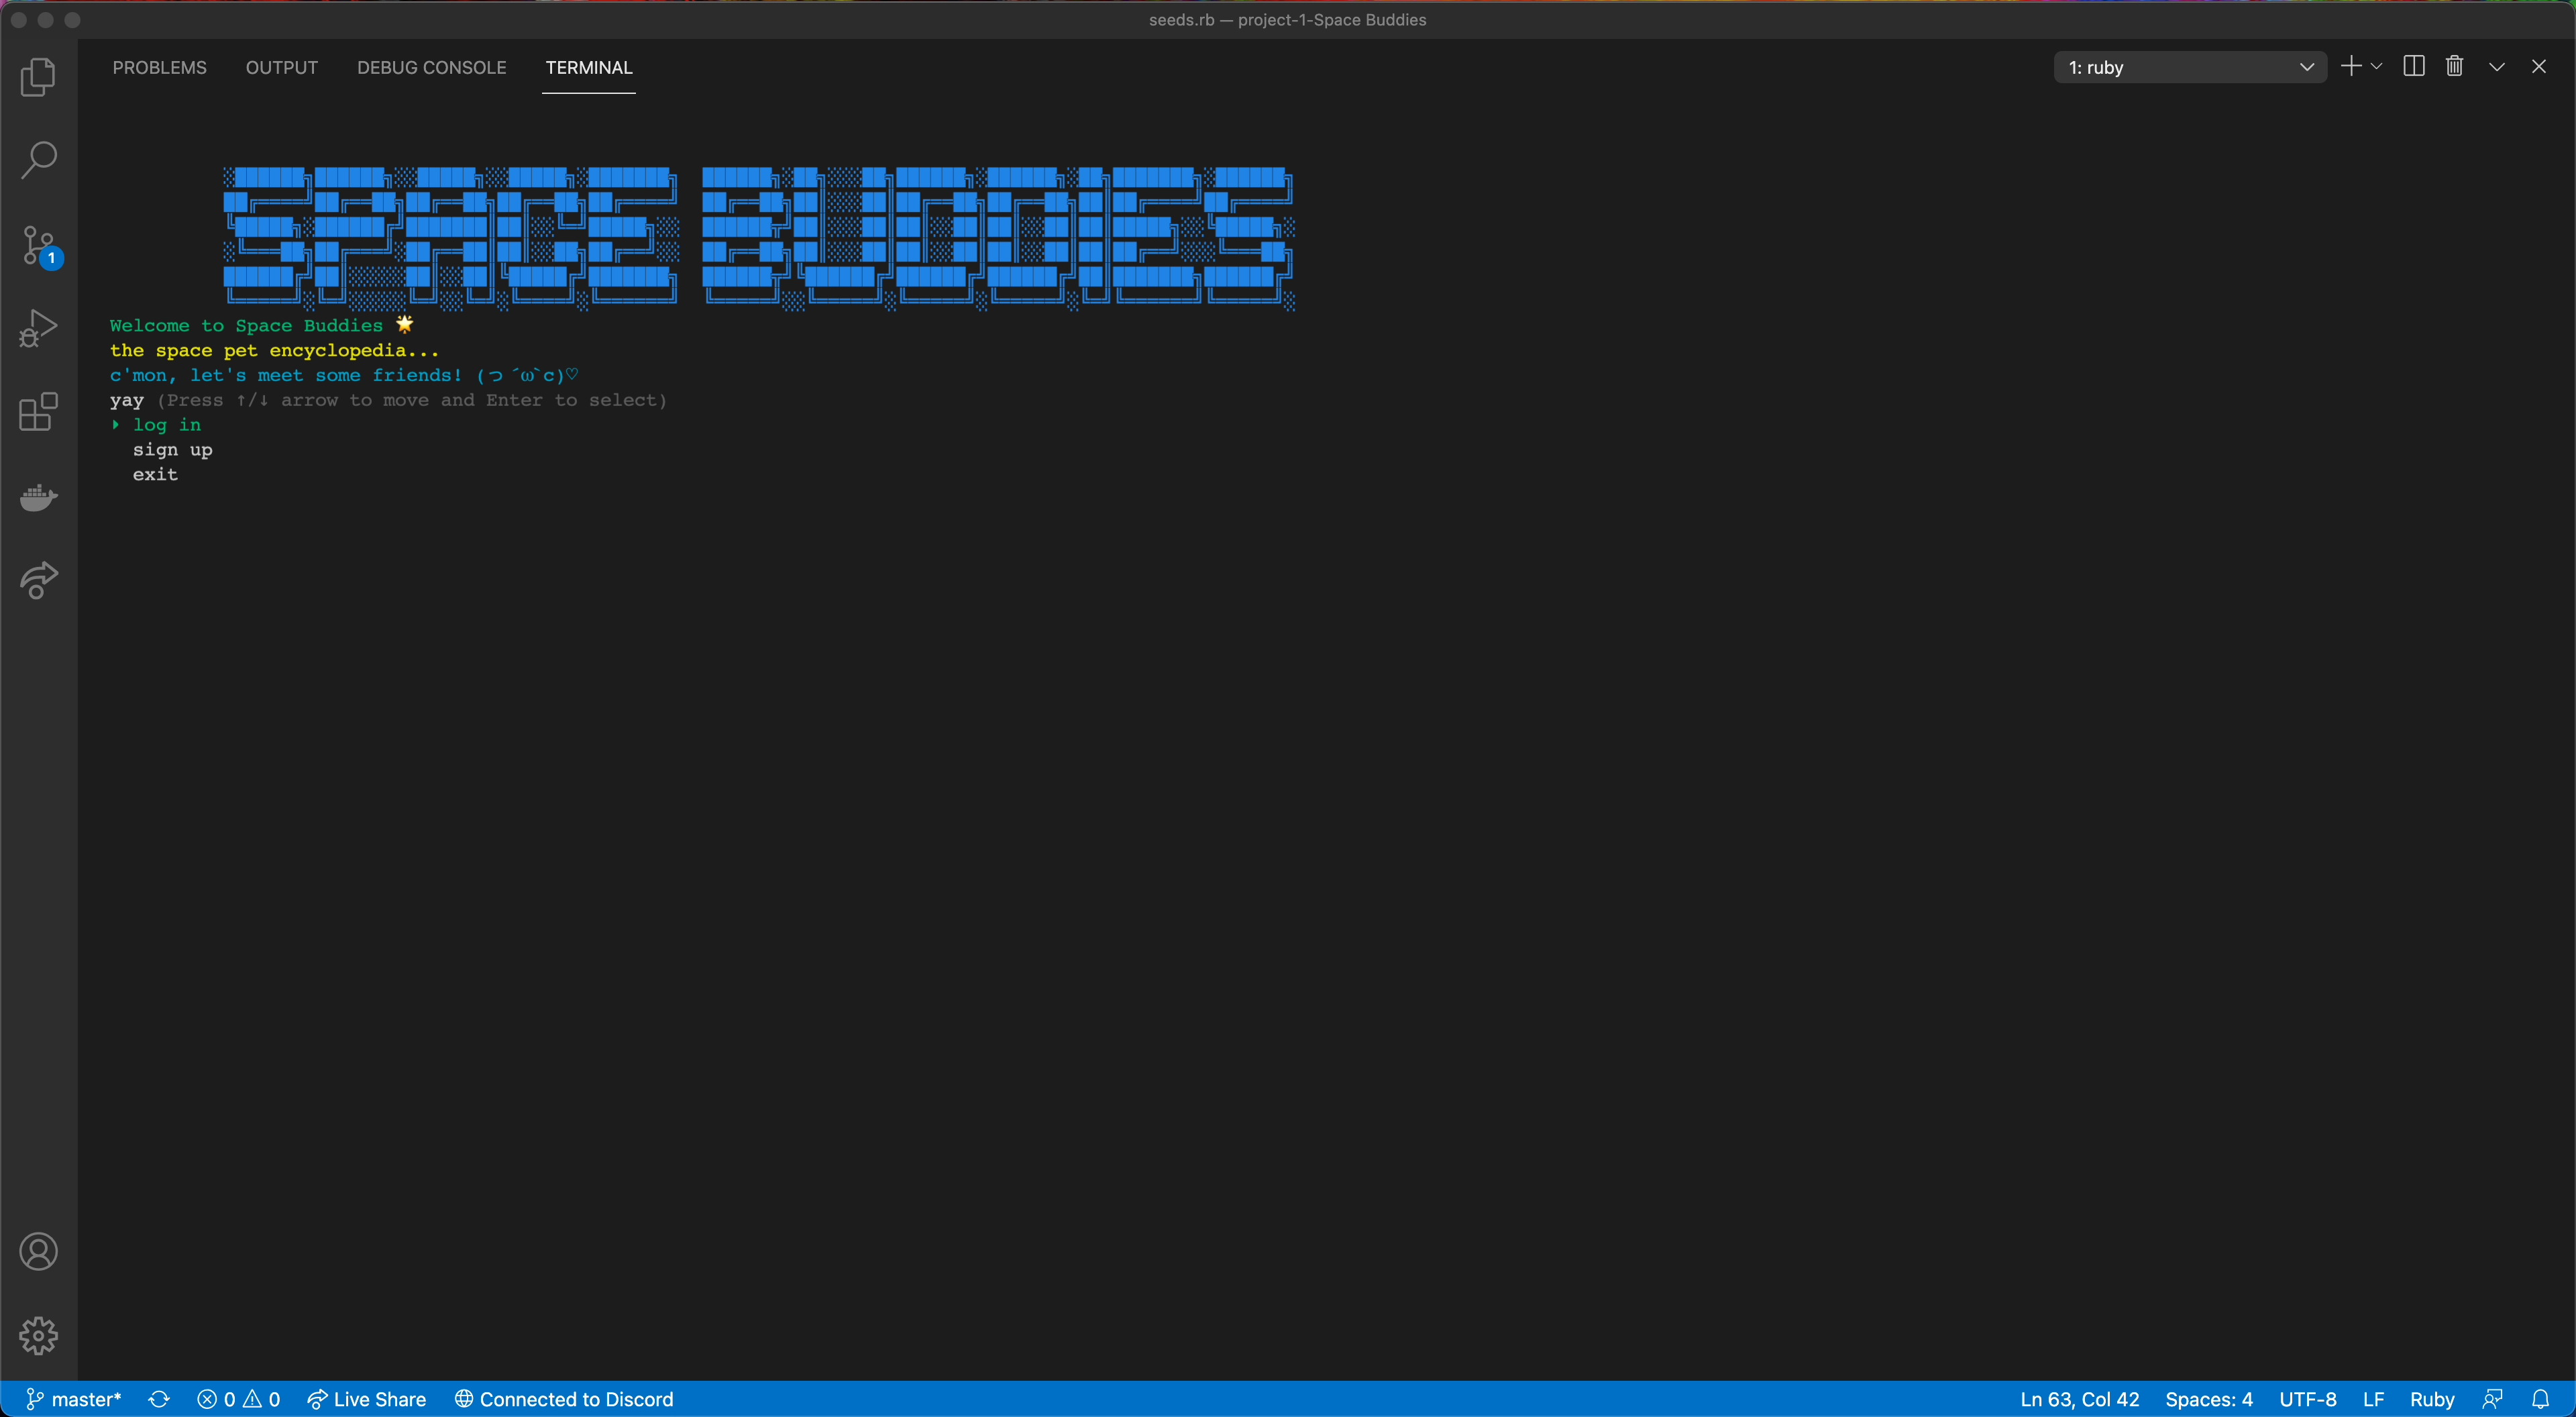 seeds.rb — project-1-Space Buddies
PROBLEMS OUTPUT DEBUG CONSOLE TERMINAL 1: ruby
SPACE BUDDIES
Welcome to Space Buddies 🌟
the space pet encyclopedia...
c'mon, let's meet some friends! (つ ´ω`c)♡
yay (Press ↑/↓ arrow to move and Enter to select)
‣ log in
sign up
exit
1
master* 0 0 Live Share Connected to Discord Ln 63, Col 42 Spaces: 4 UTF-8 LF Ruby